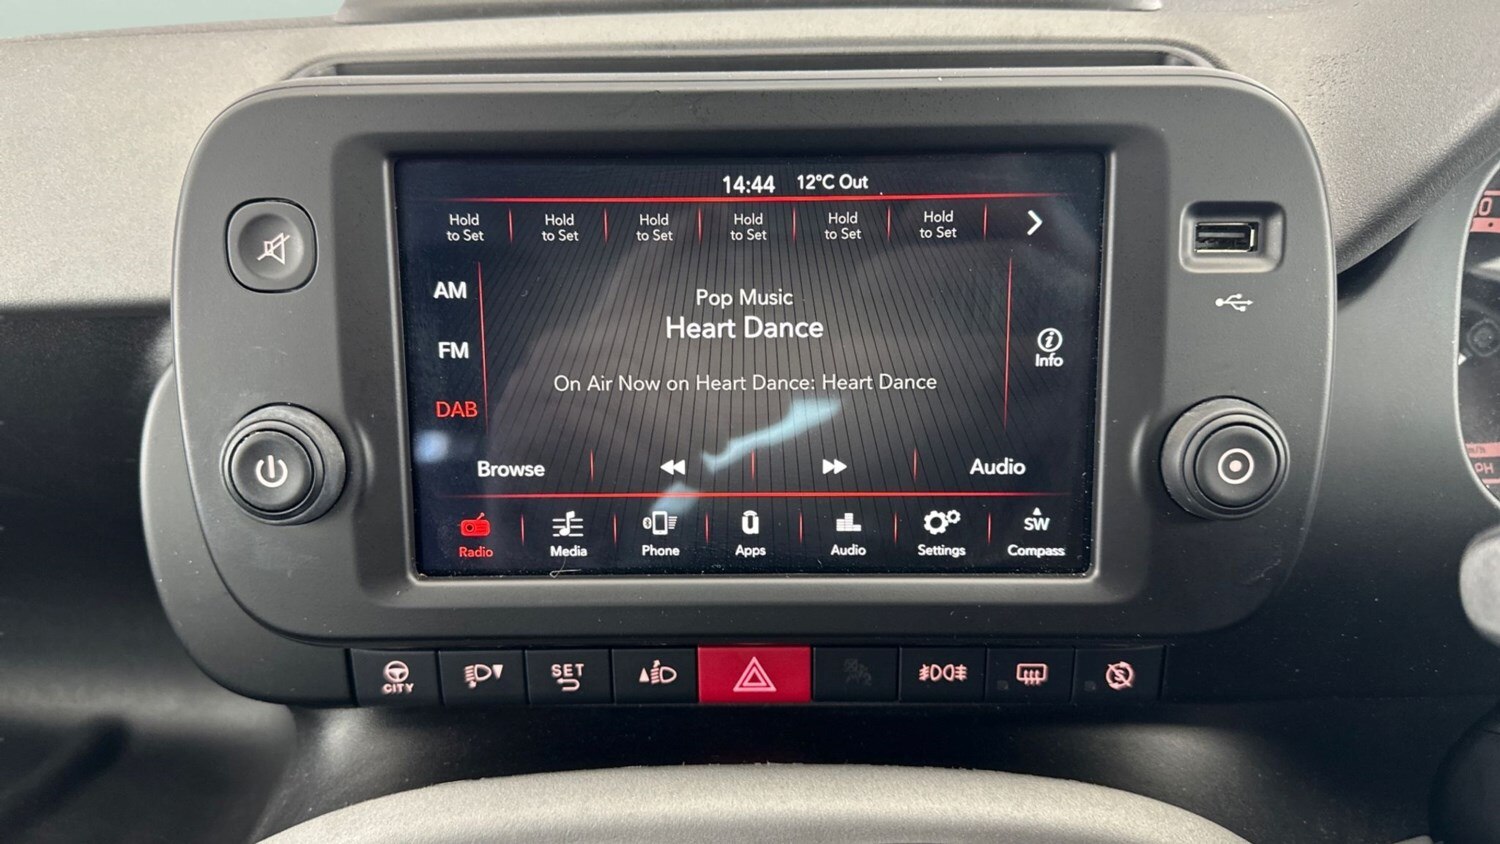 14:44 12°C Out
Hold to Set
Hold to Set
Hold to Set
Hold to Set
Hold to Set
Hold to Set
AM
FM
DAB
Pop Music
Heart Dance
On Air Now on Heart Dance: Heart Dance
Info
Browse
Audio
Radio
Media
Phone
Apps
Audio
Settings
SW
Compass
CITY
SET